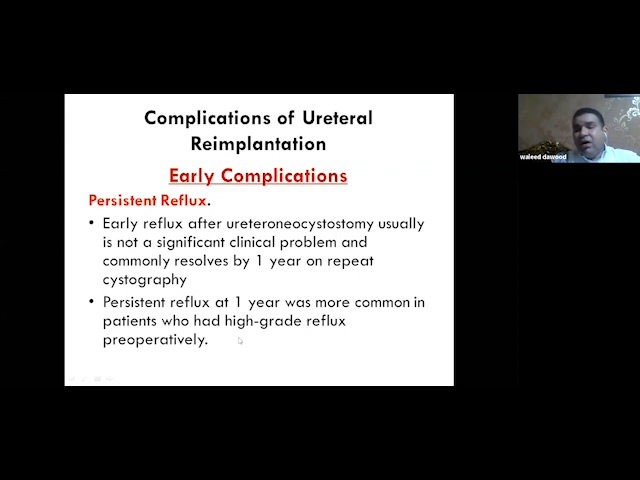 Complications of Ureteral
Reimplantation
Early Complications
Persistent Reflux.
• Early reflux after ureteroneocystostomy usually
is not a significant clinical problem and
commonly resolves by 1 year on repeat
cystography
• Persistent reflux at 1 year was more common in
patients who had high-grade reflux
preoperatively.
waleed dawood